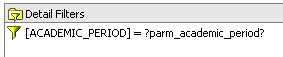 Detail Filters
[ACADEMIC_PERIOD] = ?parm_academic_period?